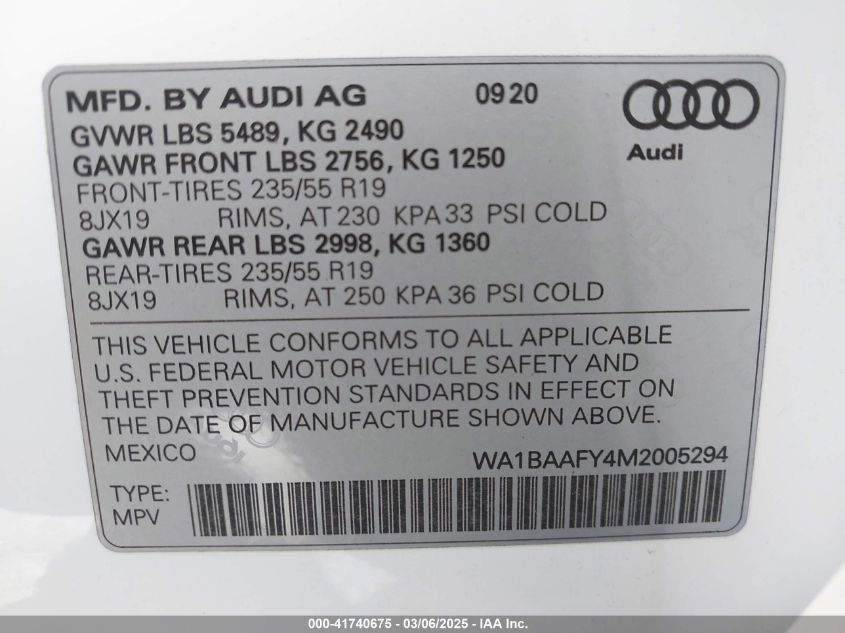 MFD. BY AUDI AG 0920
GVWR LBS 5489, KG 2490
GAWR FRONT LBS 2756, KG 1250
Audi
FRONT-TIRES 235/55 R19
8JX19 RIMS, AT 230 KPA 33 PSI COLD
GAWR REAR LBS 2998, KG 1360
REAR-TIRES 235/55 R19
8JX19 RIMS, AT 250 KPA 36 PSI COLD
THIS VEHICLE CONFORMS TO ALL APPLICABLE
U.S. FEDERAL MOTOR VEHICLE SAFETY AND
THEFT PREVENTION STANDARDS IN EFFECT ON
THE DATE OF MANUFACTURE SHOWN ABOVE.
MEXICO WA1BAAFY4M2005294
TYPE:
MPV
000-41740675 - 03/06/2025 - IAA Inc.